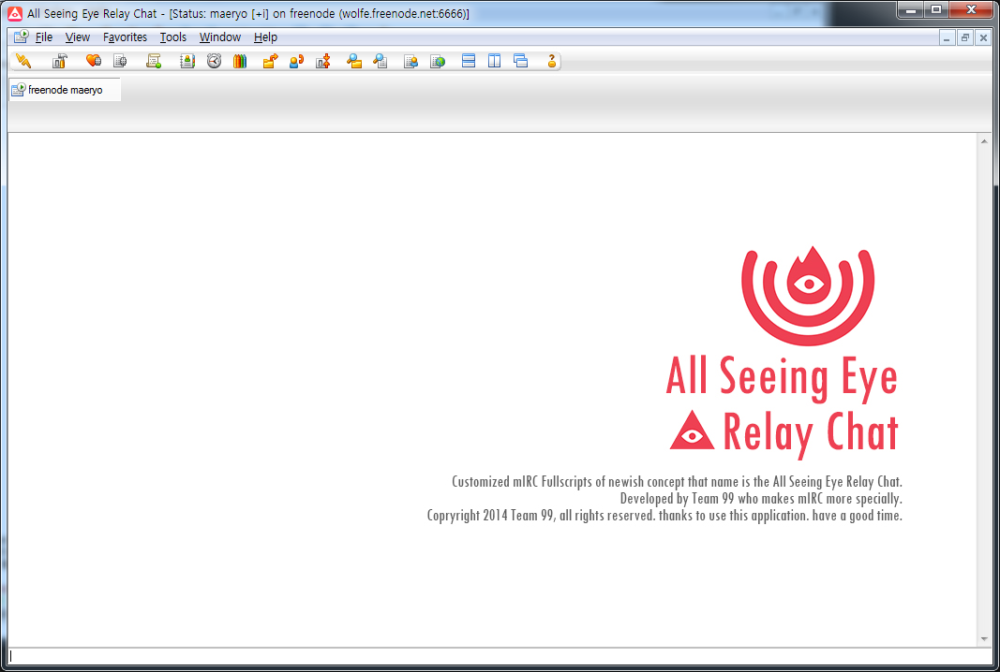 All Seeing Eye Relay Chat - [Status: maeryo [+i] on freenode (wolfe.freenode.net:6666)]
File View Favorites Tools Window Help
freenode maeryo
All Seeing Eye
Relay Chat
Customized mIRC Fullscripts of newish concept that name is the All Seeing Eye Relay Chat.
Developed by Team 99 who makes mIRC more specially.
Copryright 2014 Team 99, all rights reserved. thanks to use this application. have a good time.